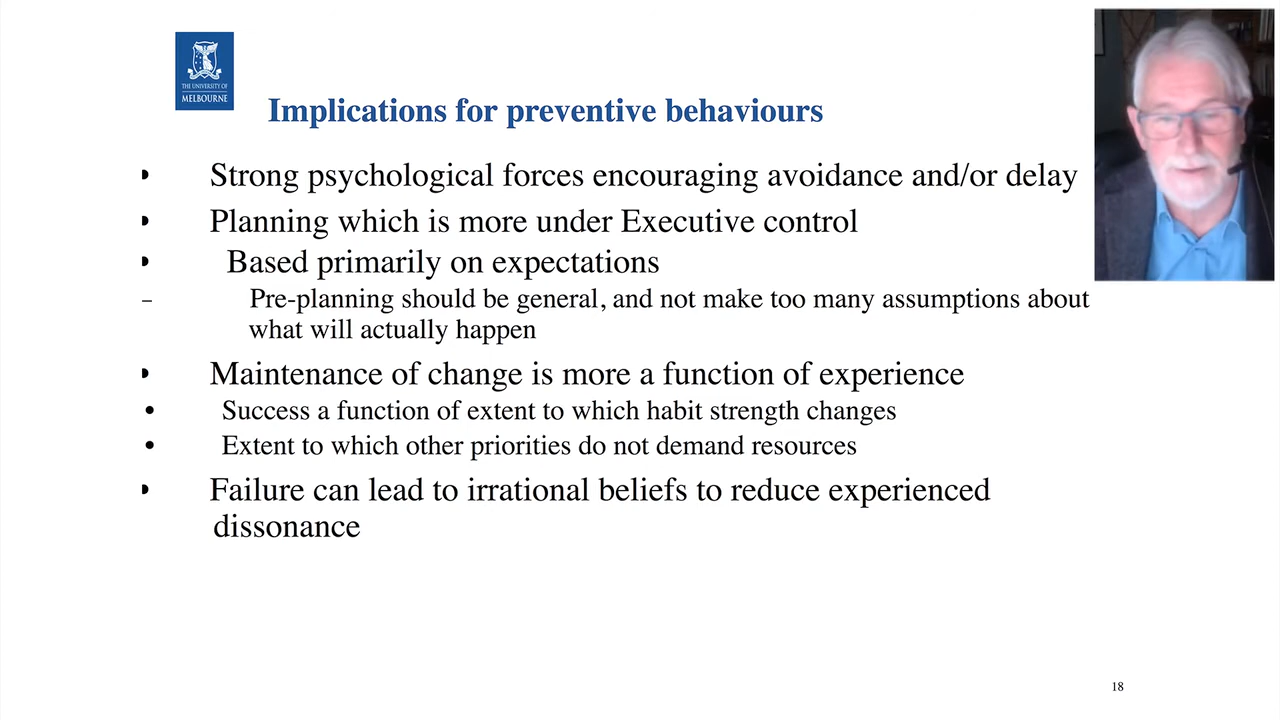 THE UNIVERSITY OF
MELBOURNE
Implications for preventive behaviours
Strong psychological forces encouraging avoidance and/or delay
Planning which is more under Executive control
Based primarily on expectations
– Pre-planning should be general, and not make too many assumptions about
what will actually happen
Maintenance of change is more a function of experience
• Success a function of extent to which habit strength changes
• Extent to which other priorities do not demand resources
Failure can lead to irrational beliefs to reduce experienced
dissonance
18